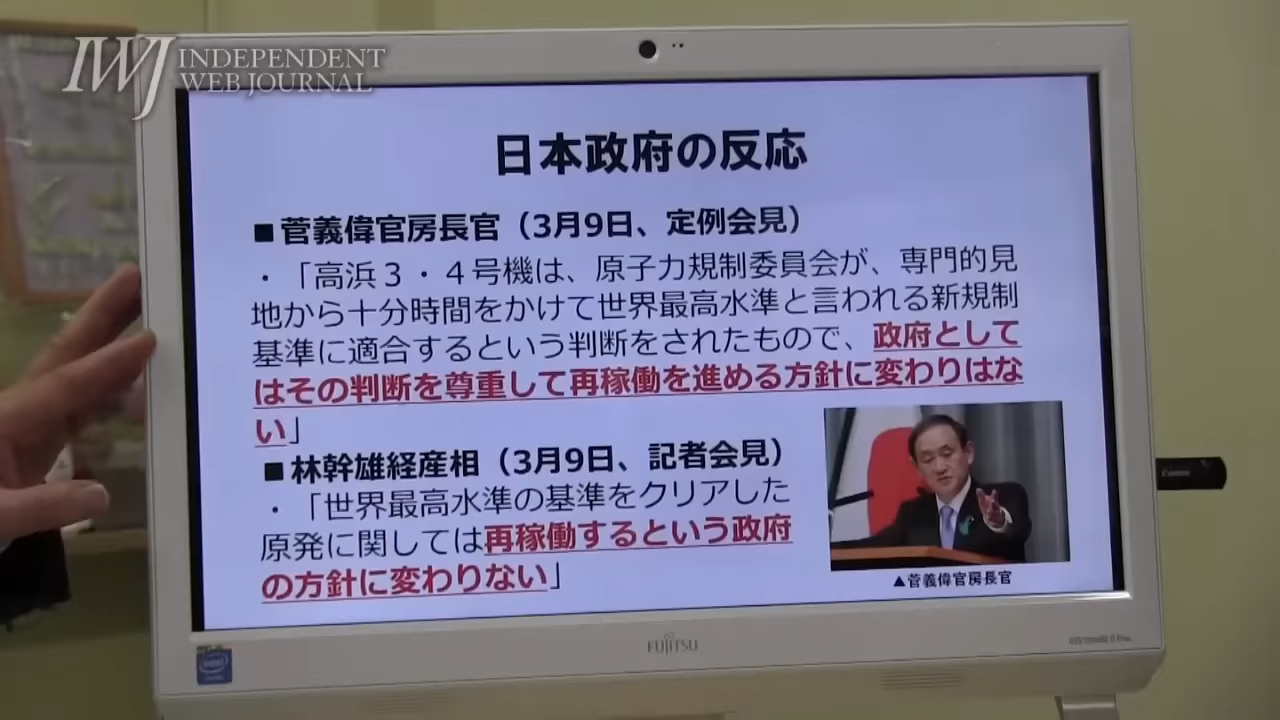 IWJ INDEPENDENT
WEB JOURNAL
日本政府の反応
■菅義偉官房長官（3月9日、定例会見）
・「高浜３・４号機は、原子力規制委員会が、専門的見
地から十分時間をかけて世界最高水準と言われる新規制
基準に適合するという判断をされたもので、政府として
はその判断を尊重して再稼働を進める方針に変わりはな
い」
■林幹雄経産相（3月9日、記者会見）
・「世界最高水準の基準をクリアした
原発に関しては再稼働するという政府
の方針に変わりない」
▲菅義偉官房長官
FUJITSU
intel
Canon